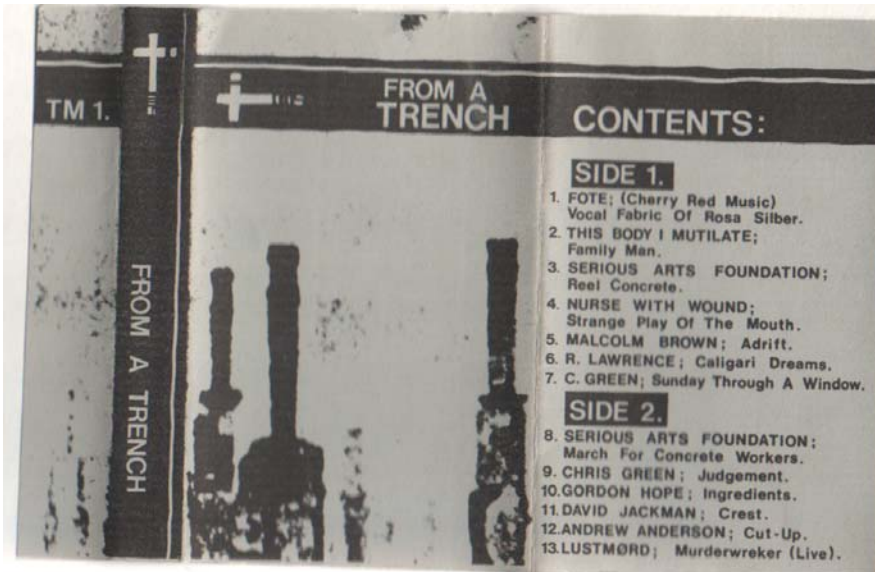 TM 1.
FROM A TRENCH
FROM A
TRENCH
CONTENTS:
SIDE 1.
1. FOTE; (Cherry Red Music)
Vocal Fabric Of Rosa Silber.
2. THIS BODY I MUTILATE;
Family Man.
3. SERIOUS ARTS FOUNDATION;
Reel Concrete.
4. NURSE WITH WOUND;
Strange Play Of The Mouth.
5. MALCOLM BROWN; Adrift.
6. R. LAWRENCE; Caligari Dreams.
7. C. GREEN; Sunday Through A Window.
SIDE 2.
8. SERIOUS ARTS FOUNDATION;
March For Concrete Workers.
9. CHRIS GREEN; Judgement.
10.GORDON HOPE; Ingredients.
11.DAVID JACKMAN; Crest.
12.ANDREW ANDERSON; Cut-Up.
13.LUSTMØRD; Murderwreker (Live).